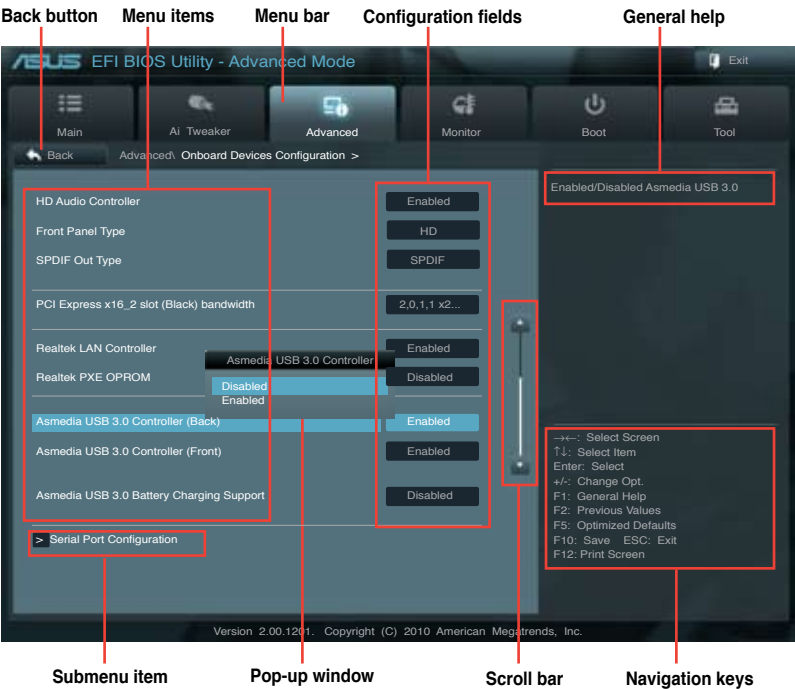 Back button Menu items Menu bar Configuration fields General help
ASUS EFI BIOS Utility - Advanced Mode Exit
Main Ai Tweaker Advanced Monitor Boot Tool
Back Advanced\ Onboard Devices Configuration >
Enabled/Disabled Asmedia USB 3.0
HD Audio Controller Enabled
Front Panel Type HD
SPDIF Out Type SPDIF
PCI Express x16_2 slot (Black) bandwidth 2,0,1,1 x2...
Realtek LAN Controller Enabled
Asmedia USB 3.0 Controller
Realtek PXE OPROM Disabled
Disabled
Enabled
Asmedia USB 3.0 Controller (Back) Enabled
Asmedia USB 3.0 Controller (Front) Enabled
Asmedia USB 3.0 Battery Charging Support Disabled
> Serial Port Configuration
→←: Select Screen
↑↓: Select Item
Enter: Select
+/-: Change Opt.
F1: General Help
F2: Previous Values
F5: Optimized Defaults
F10: Save ESC: Exit
F12: Print Screen
Version 2.00.1201. Copyright (C) 2010 American Megatrends, Inc.
Submenu item Pop-up window Scroll bar Navigation keys